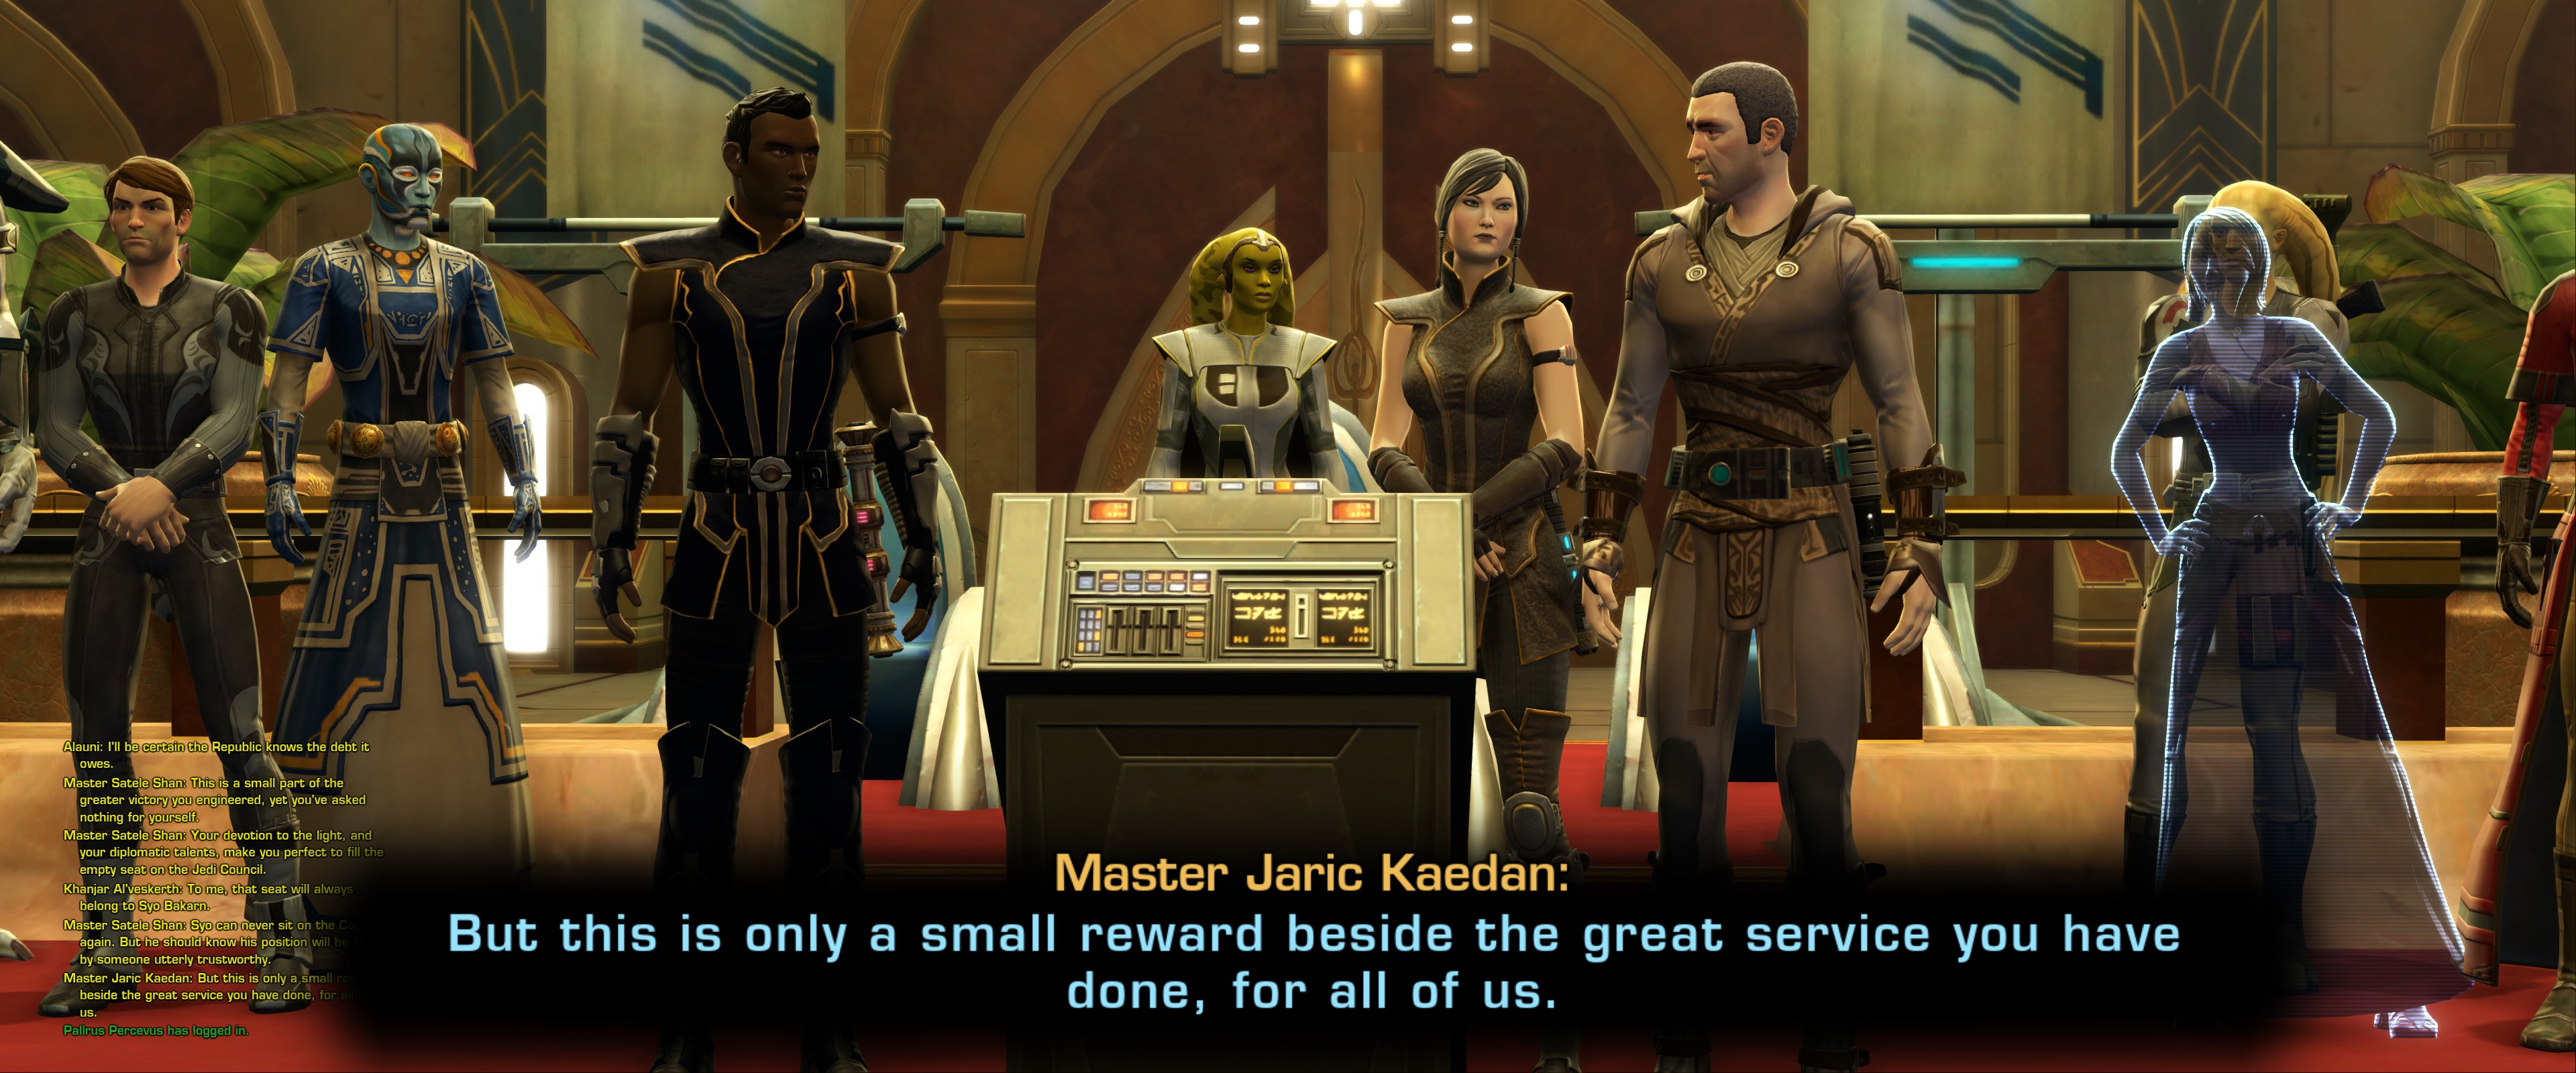 Alauni: I'll be certain the Republic knows the debt it
owes.
Master Satele Shan: This is a small part of the
greater victory you engineered, yet you've asked
nothing for yourself.
Master Satele Shan: Your devotion to the light, and
your diplomatic talents, make you perfect to fill the
empty seat on the Jedi Council.
Khanjar Al'veskerth: To me, that seat will always
belong to Syo Bakarn.
Master Satele Shan: Syo can never sit on the
again. But he should know his position will be
by someone utterly trustworthy.
Master Jaric Kaedan: But this is only a small
beside the great service you have done, for all
us.
Pallrus Percevus has logged in.
Master Jaric Kaedan:
But this is only a small reward beside the great service you have
done, for all of us.